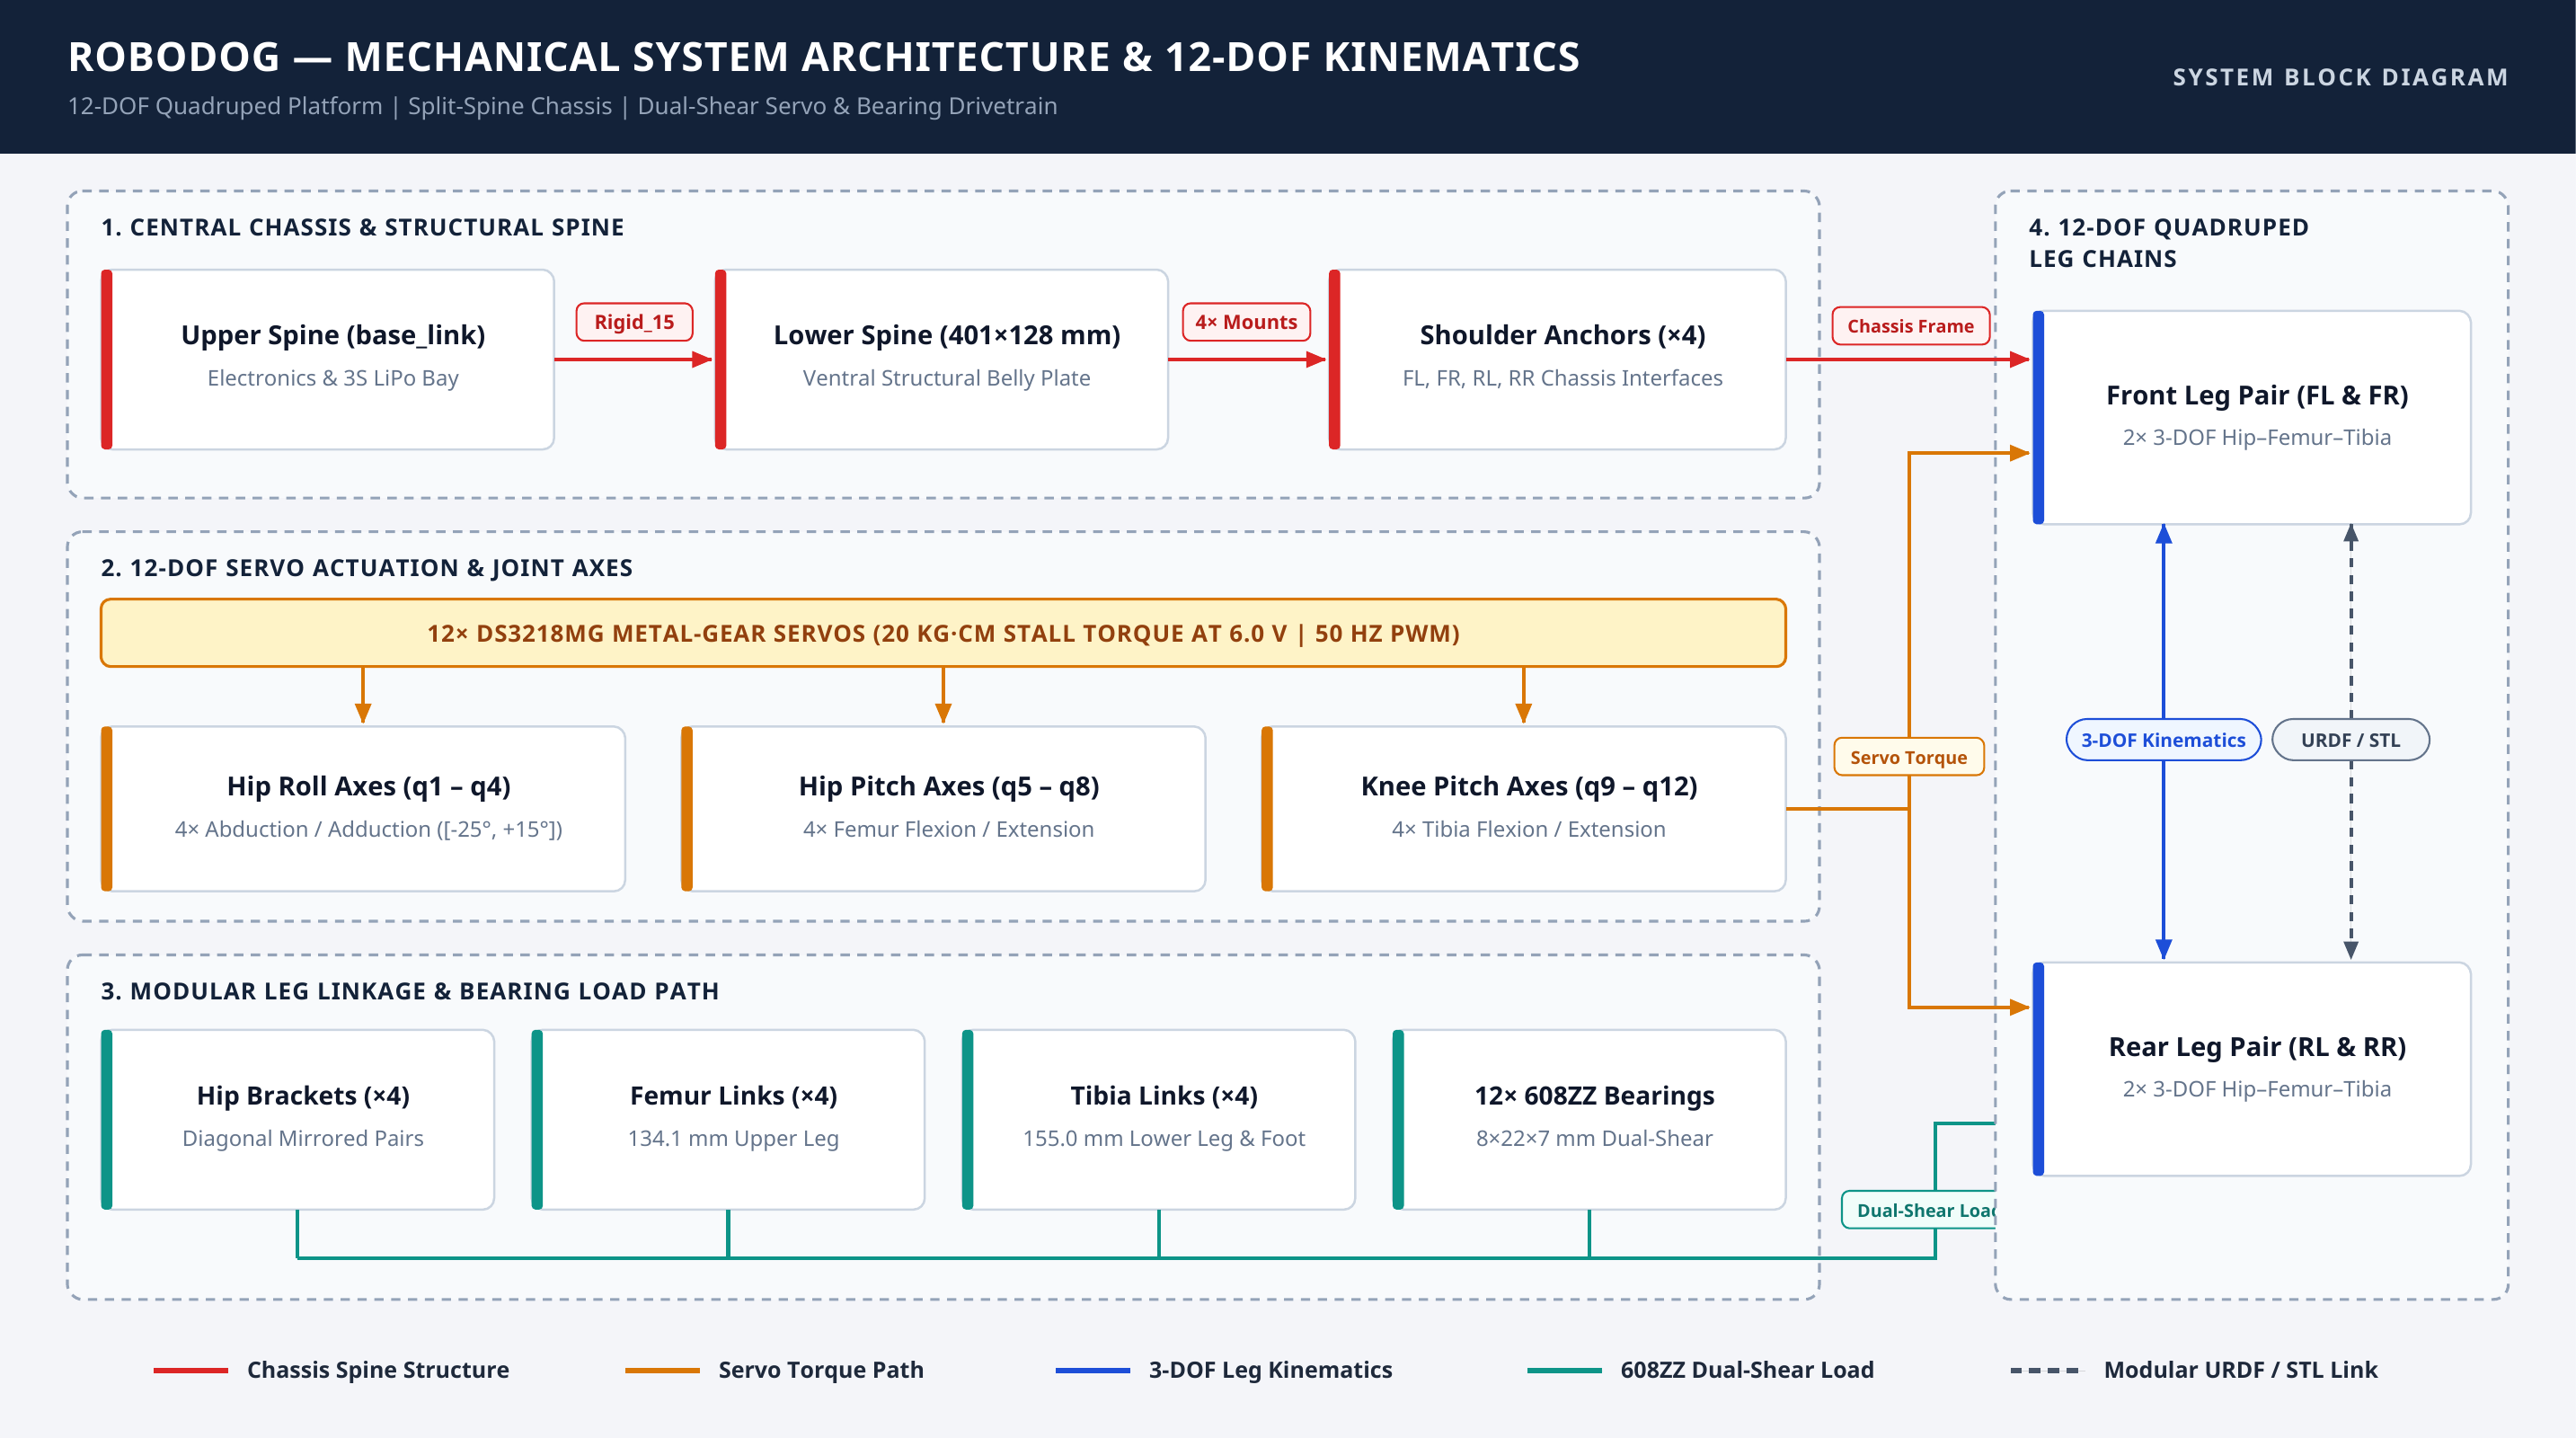 ROBODOG — MECHANICAL SYSTEM ARCHITECTURE & 12-DOF KINEMATICS
12-DOF Quadruped Platform | Split-Spine Chassis | Dual-Shear Servo & Bearing Drivetrain
SYSTEM BLOCK DIAGRAM
1. CENTRAL CHASSIS & STRUCTURAL SPINE
Upper Spine (base_link)
Electronics & 3S LiPo Bay
Rigid_15
Lower Spine (401×128 mm)
Ventral Structural Belly Plate
4× Mounts
Shoulder Anchors (×4)
FL, FR, RL, RR Chassis Interfaces
Chassis Frame
2. 12-DOF SERVO ACTUATION & JOINT AXES
12× DS3218MG METAL-GEAR SERVOS (20 KG·CM STALL TORQUE AT 6.0 V | 50 HZ PWM)
Hip Roll Axes (q1 – q4)
4× Abduction / Adduction ([-25°, +15°])
Hip Pitch Axes (q5 – q8)
4× Femur Flexion / Extension
Knee Pitch Axes (q9 – q12)
4× Tibia Flexion / Extension
Servo Torque
3. MODULAR LEG LINKAGE & BEARING LOAD PATH
Hip Brackets (×4)
Diagonal Mirrored Pairs
Femur Links (×4)
134.1 mm Upper Leg
Tibia Links (×4)
155.0 mm Lower Leg & Foot
12× 608ZZ Bearings
8×22×7 mm Dual-Shear
Dual-Shear Load
4. 12-DOF QUADRUPED
LEG CHAINS
Front Leg Pair (FL & FR)
2× 3-DOF Hip–Femur–Tibia
3-DOF Kinematics
URDF / STL
Rear Leg Pair (RL & RR)
2× 3-DOF Hip–Femur–Tibia
Chassis Spine Structure
Servo Torque Path
3-DOF Leg Kinematics
608ZZ Dual-Shear Load
Modular URDF / STL Link